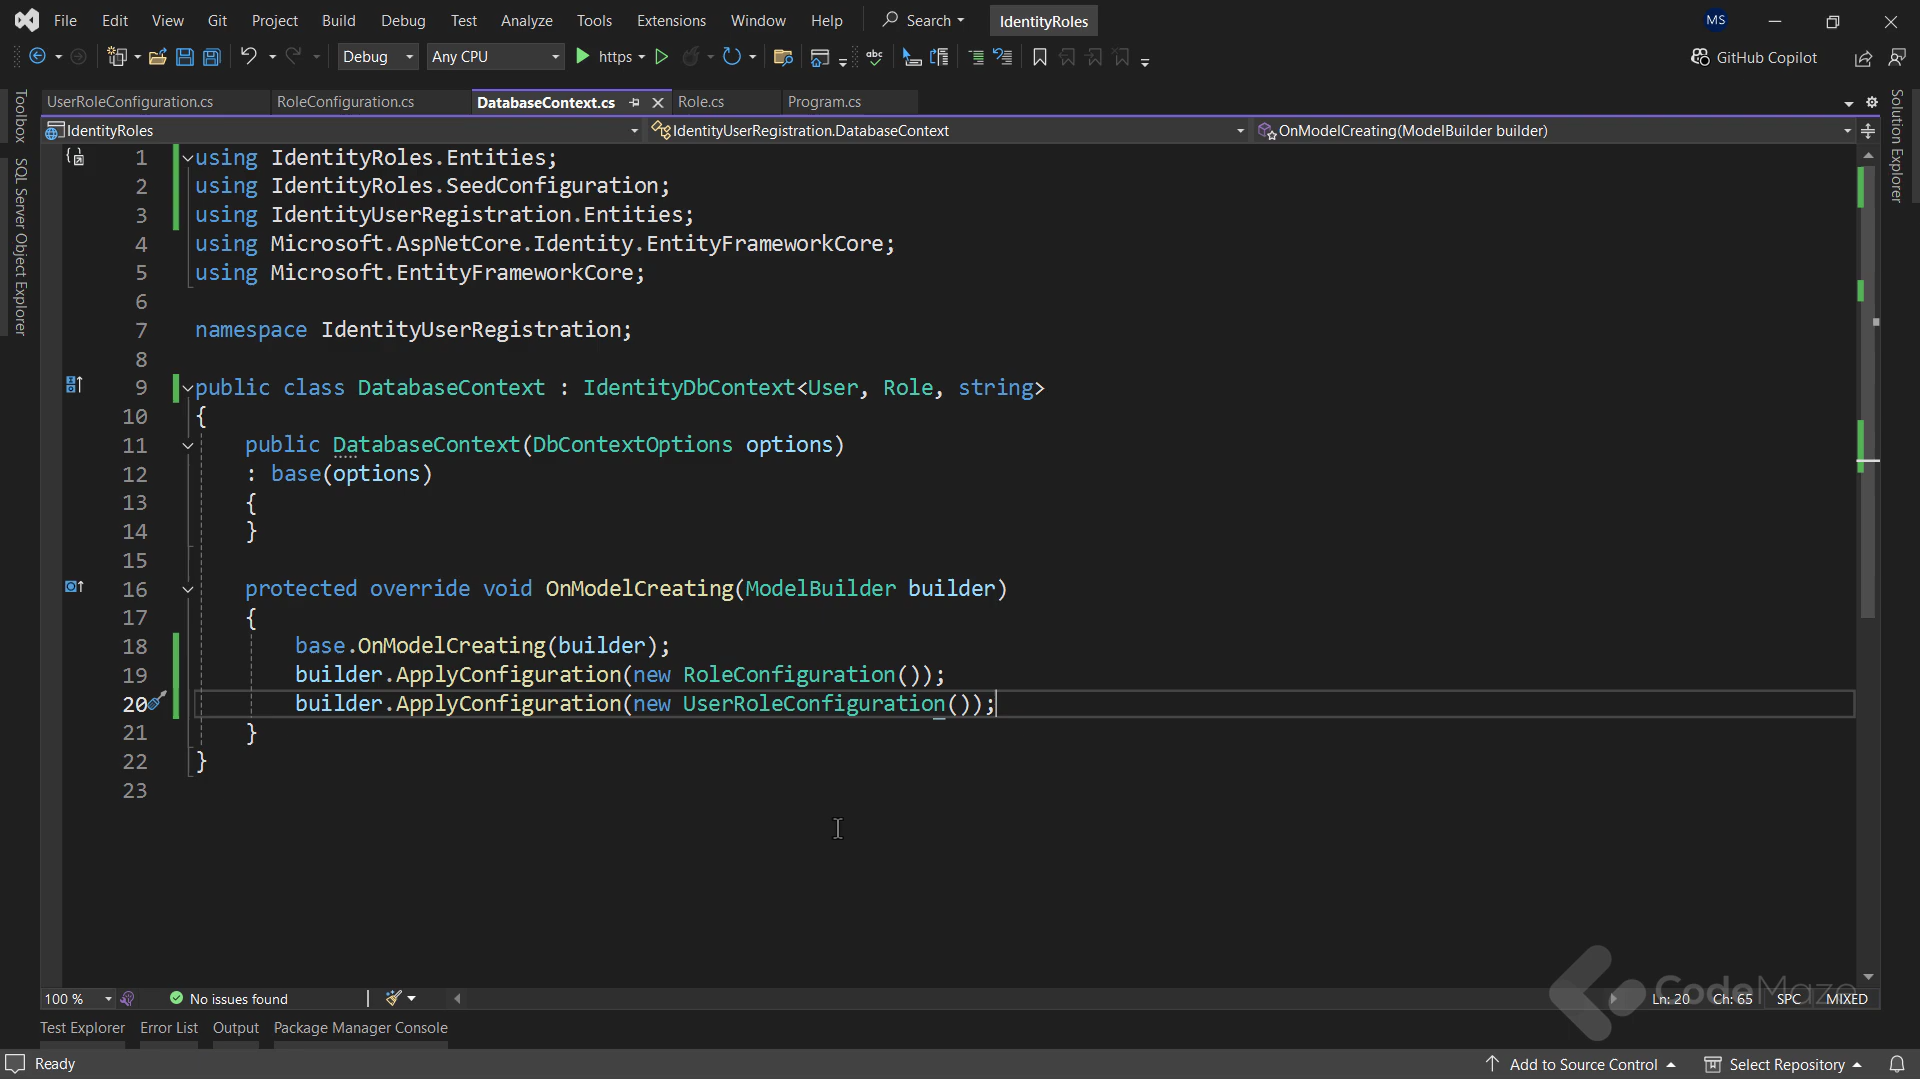 File Edit View Git Project Build Debug Test Analyze Tools Extensions Window Help Search IdentityRoles MS
Debug Any CPU https abc GitHub Copilot
Toolbox
SQL Server Object Explorer
Solution Explorer
UserRoleConfiguration.cs RoleConfiguration.cs DatabaseContext.cs Role.cs Program.cs
IdentityRoles IdentityUserRegistration.DatabaseContext OnModelCreating(ModelBuilder builder)
1 using IdentityRoles.Entities;
2 using IdentityRoles.SeedConfiguration;
3 using IdentityUserRegistration.Entities;
4 using Microsoft.AspNetCore.Identity.EntityFrameworkCore;
5 using Microsoft.EntityFrameworkCore;
6
7 namespace IdentityUserRegistration;
8
9 public class DatabaseContext : IdentityDbContext<User, Role, string>
10 {
11 public DatabaseContext(DbContextOptions options)
12 : base(options)
13 {
14 }
15
16 protected override void OnModelCreating(ModelBuilder builder)
17 {
18 base.OnModelCreating(builder);
19 builder.ApplyConfiguration(new RoleConfiguration());
20 builder.ApplyConfiguration(new UserRoleConfiguration());
21 }
22 }
23
CodeMaze
100 % No issues found Ln: 20 Ch: 65 SPC MIXED
Test Explorer Error List Output Package Manager Console
Ready Add to Source Control Select Repository